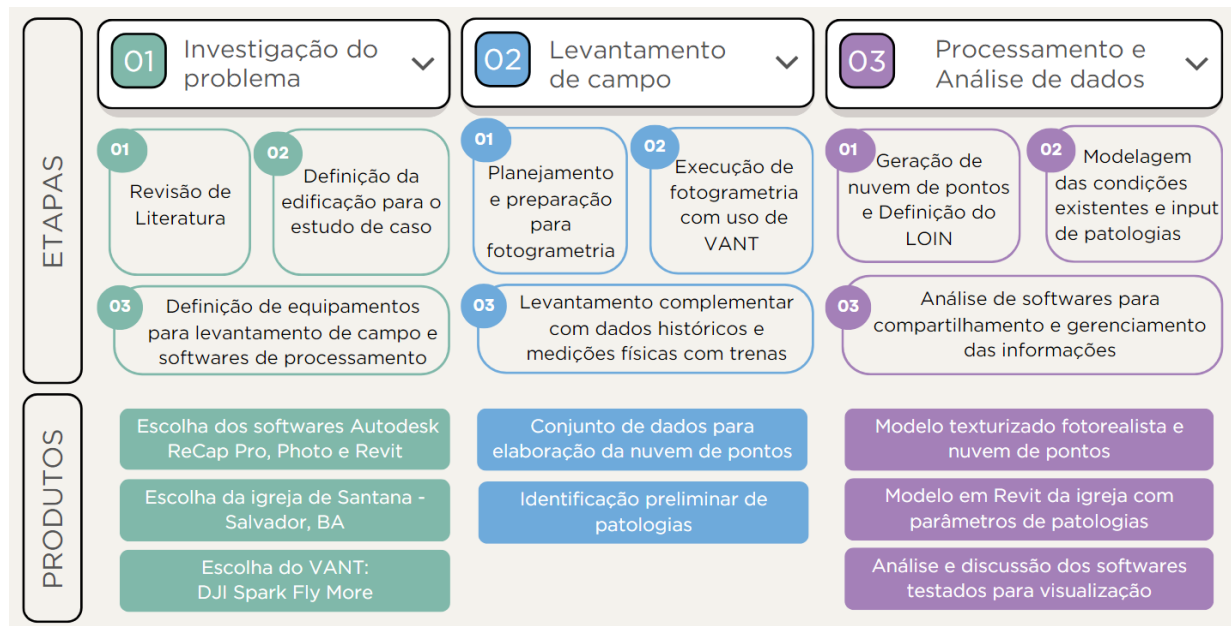 ETAPAS
01
Investigação do
problema
01
Revisão de
Literatura
02
Definição da
edificação para o
estudo de caso
03
Definição de equipamentos
para levantamento de campo e
softwares de processamento
02
Levantamento
de campo
01
Planejamento
e preparação
para
fotogrametria
02
Execução de
fotogrametria
com uso de
VANT
03
Levantamento complementar
com dados históricos e
medições físicas com trenas
03
Processamento e
Análise de dados
01
Geração de
nuvem de pontos
e Definição do
LOIN
02
Modelagem
das condições
existentes e input
de patologias
03
Análise de softwares para
compartilhamento e gerenciamento
das informações
PRODUTOS
Escolha dos softwares Autodesk
ReCap Pro, Photo e Revit
Escolha da igreja de Santana -
Salvador, BA
Escolha do VANT:
DJI Spark Fly More
Conjunto de dados para
elaboração da nuvem de pontos
Identificação preliminar de
patologias
Modelo texturizado fotorealista e
nuvem de pontos
Modelo em Revit da igreja com
parâmetros de patologias
Análise e discussão dos softwares
testados para visualização